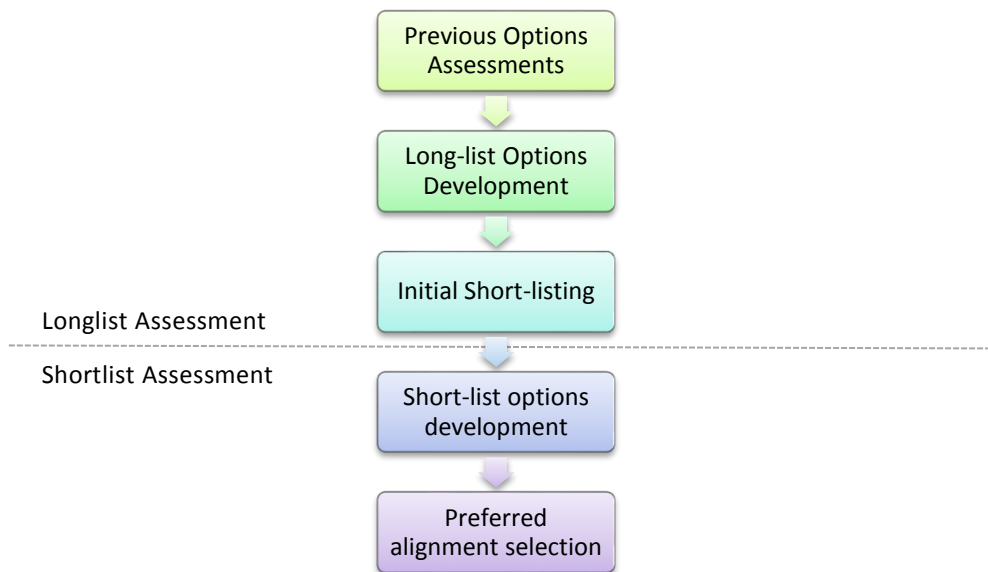 Previous Options
Assessments
Long-list Options
Development
Initial Short-listing
Longlist Assessment
Shortlist Assessment
Short-list options
development
Preferred
alignment selection